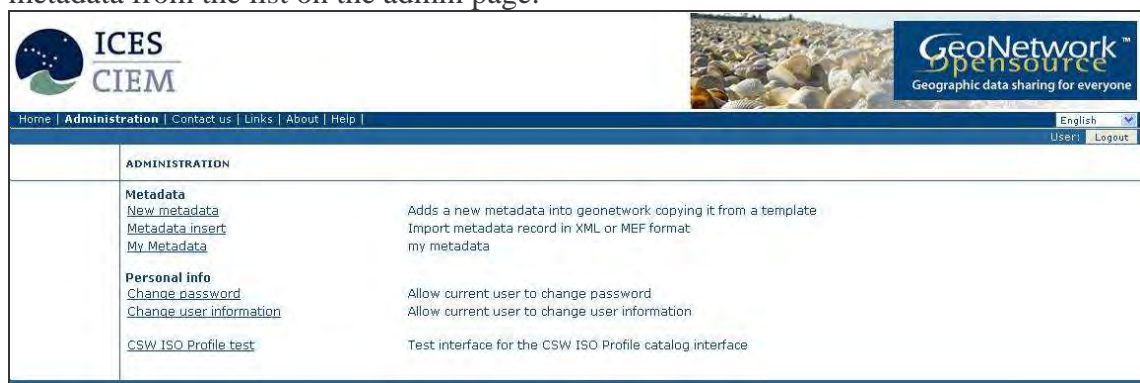 metadata from the list on the admin page.
ICES
CIEM
GeoNetwork™
Opensource
Geographic data sharing for everyone
Home | Administration | Contact us | Links | About | Help |
English
User: Logout
ADMINISTRATION
Metadata
New metadata Adds a new metadata into geonetwork copying it from a template
Metadata insert Import metadata record in XML or MEF format
My Metadata my metadata
Personal info
Change password Allow current user to change password
Change user information Allow current user to change user information
CSW ISO Profile test Test interface for the CSW ISO Profile catalog interface